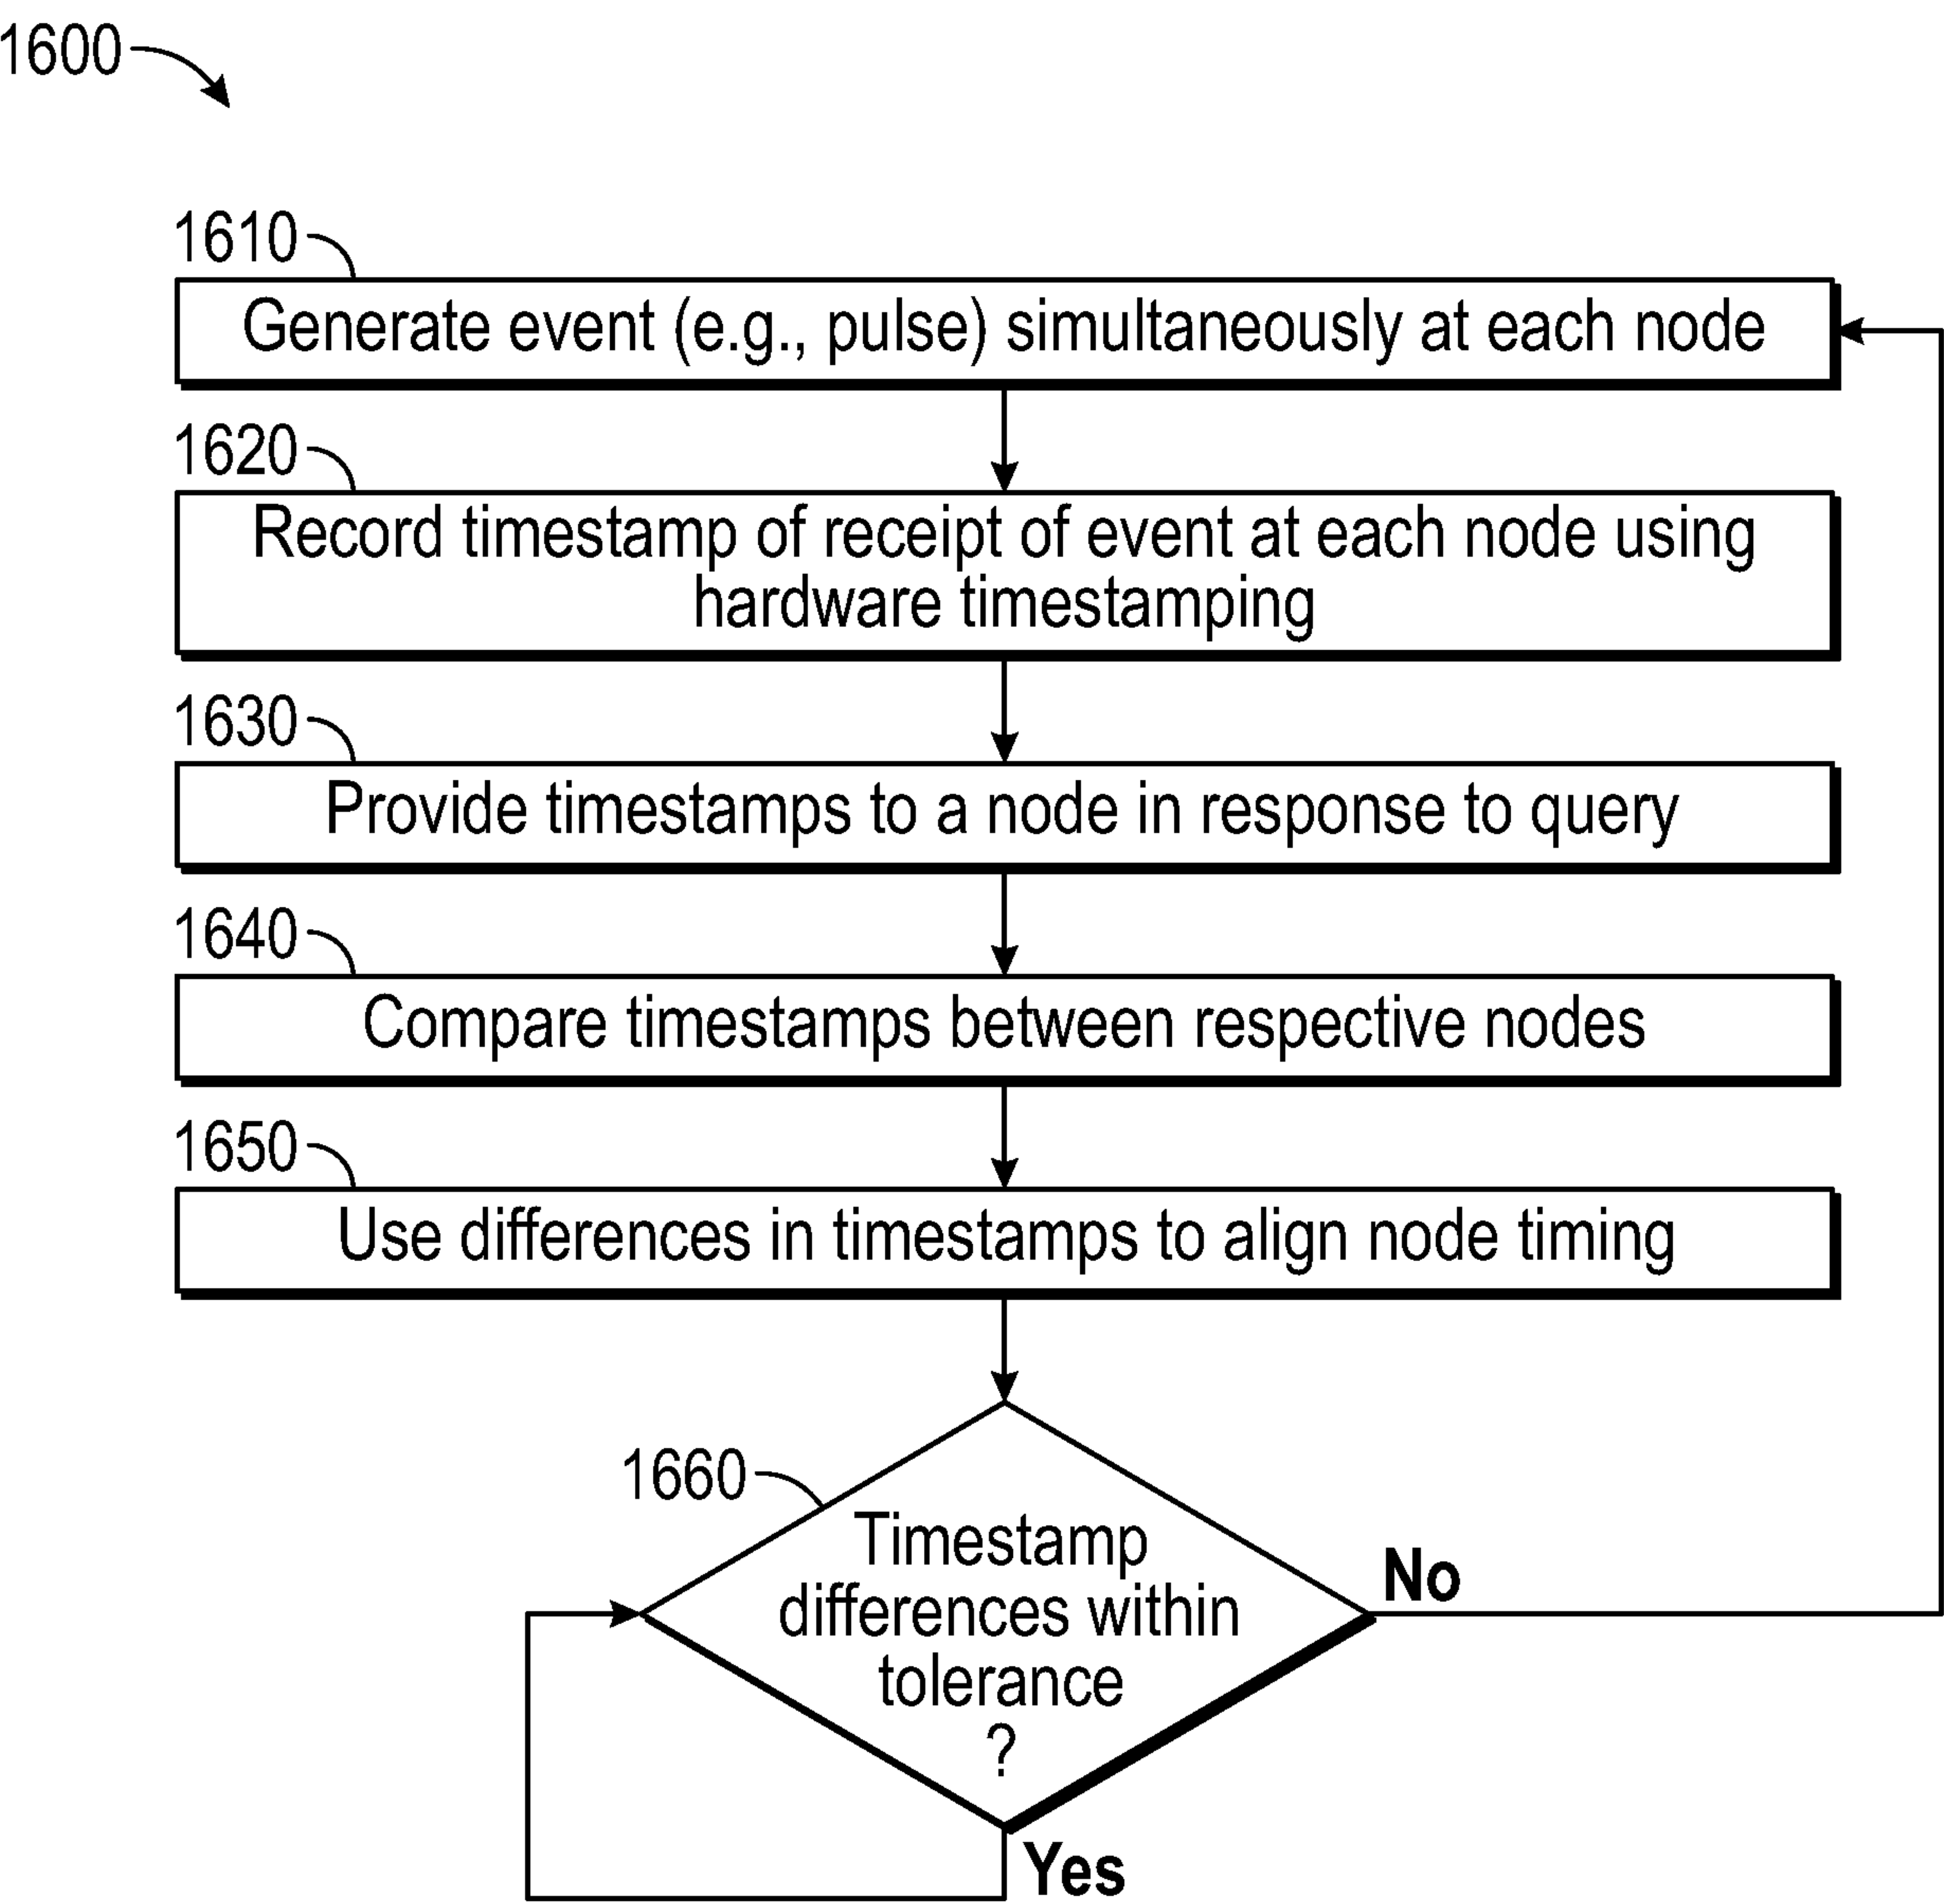 1600
1610
Generate event (e.g., pulse) simultaneously at each node
1620
Record timestamp of receipt of event at each node using
hardware timestamping
1630
Provide timestamps to a node in response to query
1640
Compare timestamps between respective nodes
1650
Use differences in timestamps to align node timing
1660
Timestamp
differences within
tolerance
?
No
Yes